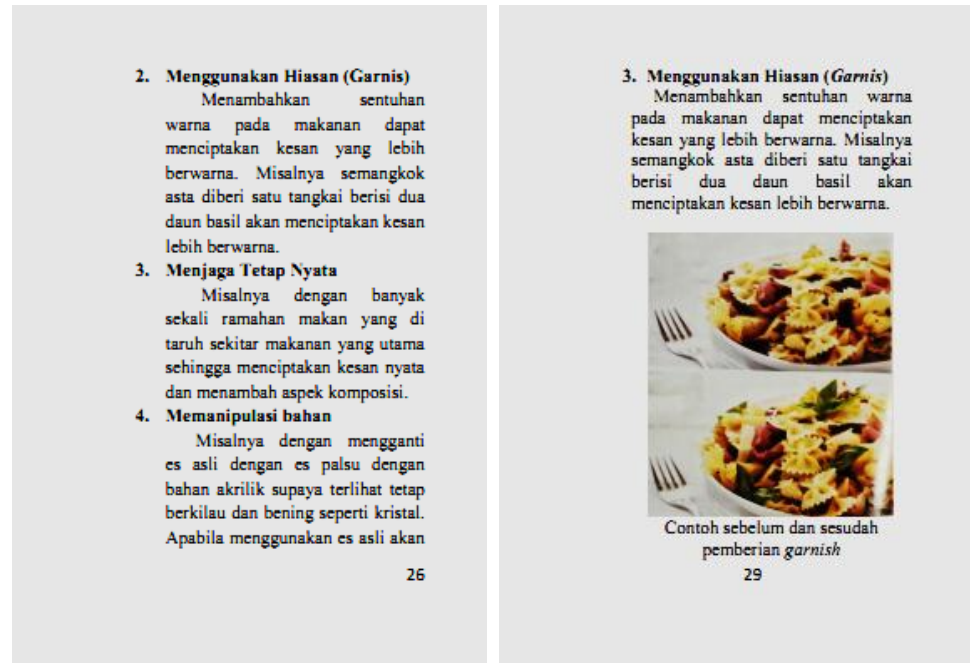 2. Menggunakan Hiasan (Garnis)
Menambahkan sentuhan
warna pada makanan dapat
menciptakan kesan yang lebih
berwarna. Misalnya semangkok
asta diberi satu tangkai berisi dua
daun basil akan menciptakan kesan
lebih berwarna.
3. Menjaga Tetap Nyata
Misalnya dengan banyak
sekali ramahan makan yang di
taruh sekitar makanan yang utama
sehingga menciptakan kesan nyata
dan menambah aspek komposisi.
4. Memanipulasi bahan
Misalnya dengan mengganti
es asli dengan es palsu dengan
bahan akrilik supaya terlihat tetap
berkilau dan bening seperti kristal.
Apabila menggunakan es asli akan
26
3. Menggunakan Hiasan (Garnis)
Menambahkan sentuhan warna
pada makanan dapat menciptakan
kesan yang lebih berwarna. Misalnya
semangkok asta diberi satu tangkai
berisi dua daun basil akan
menciptakan kesan lebih berwarna.
Contoh sebelum dan sesudah
pemberian garnish
29